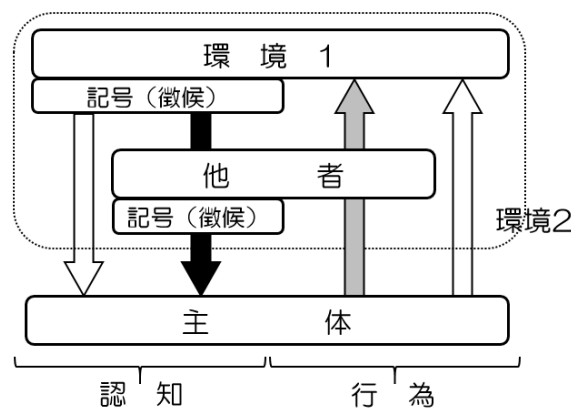 環 境 1
記号（徴候）
他 者
記号（徴候）
環境2
主 体
認 知
行 為